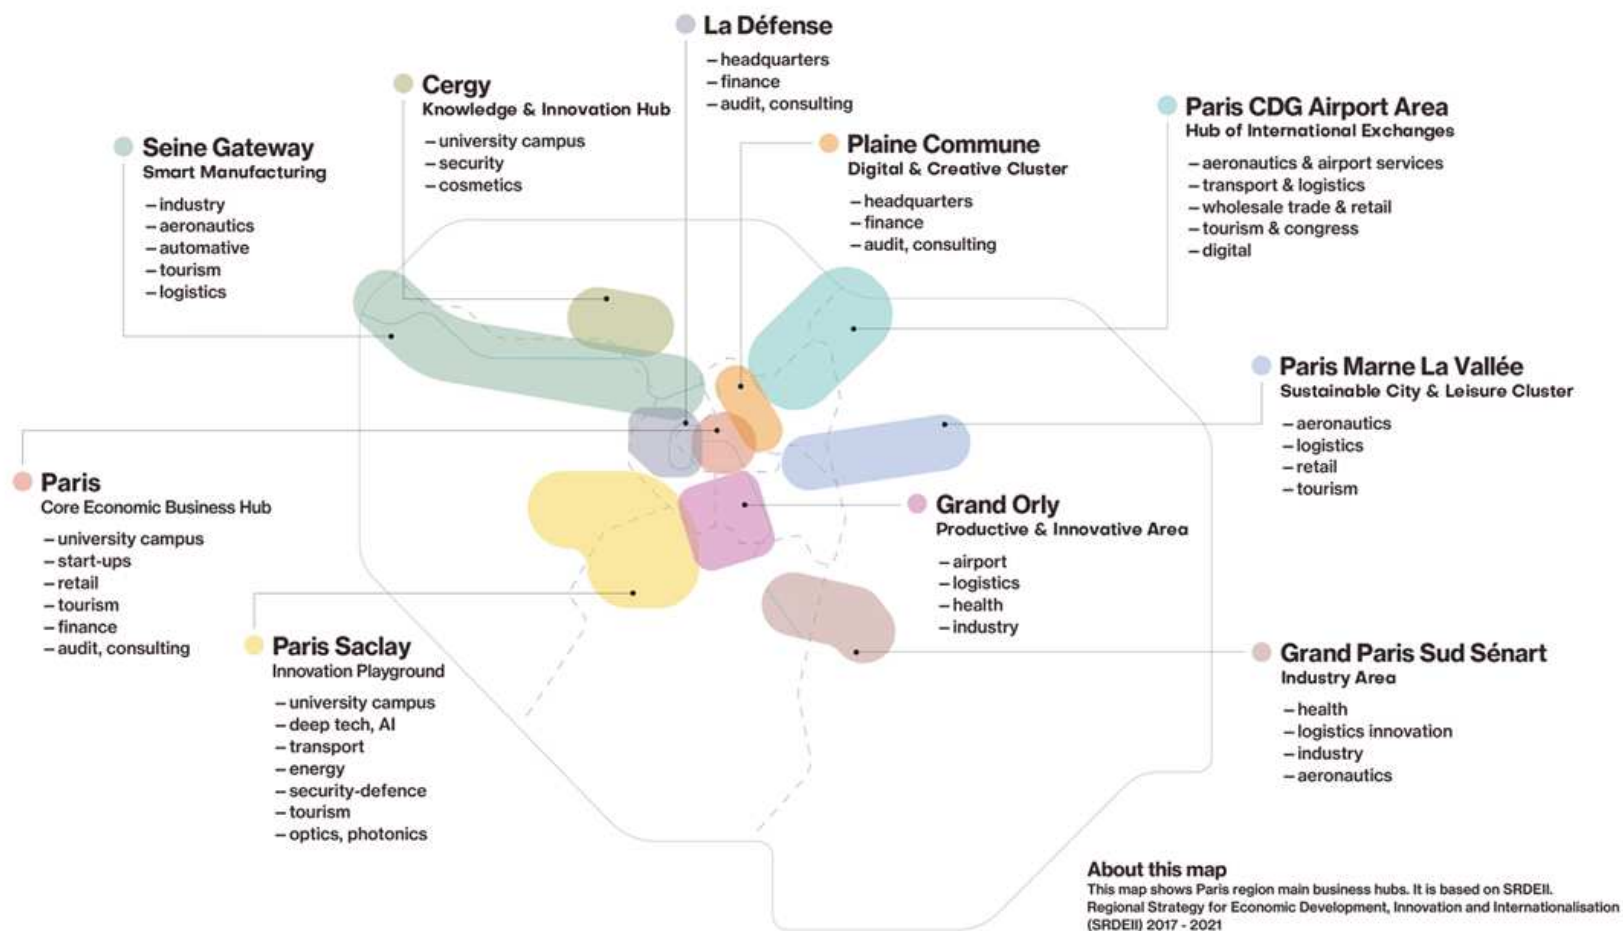 La Défense
– headquarters
– finance
– audit, consulting
Cergy
Knowledge & Innovation Hub
– university campus
– security
– cosmetics
Seine Gateway
Smart Manufacturing
– industry
– aeronautics
– automative
– tourism
– logistics
Plaine Commune
Digital & Creative Cluster
– headquarters
– finance
– audit, consulting
Paris CDG Airport Area
Hub of International Exchanges
– aeronautics & airport services
– transport & logistics
– wholesale trade & retail
– tourism & congress
– digital
Paris Marne La Vallée
Sustainable City & Leisure Cluster
– aeronautics
– logistics
– retail
– tourism
Paris
Core Economic Business Hub
– university campus
– start-ups
– retail
– tourism
– finance
– audit, consulting
Grand Orly
Productive & Innovative Area
– airport
– logistics
– health
– industry
Paris Saclay
Innovation Playground
– university campus
– deep tech, AI
– transport
– energy
– security-defence
– tourism
– optics, photonics
Grand Paris Sud Sénart
Industry Area
– health
– logistics innovation
– industry
– aeronautics
About this map
This map shows Paris region main business hubs. It is based on SRDEII.
Regional Strategy for Economic Development, Innovation and Internationalisation
(SRDEII) 2017 - 2021